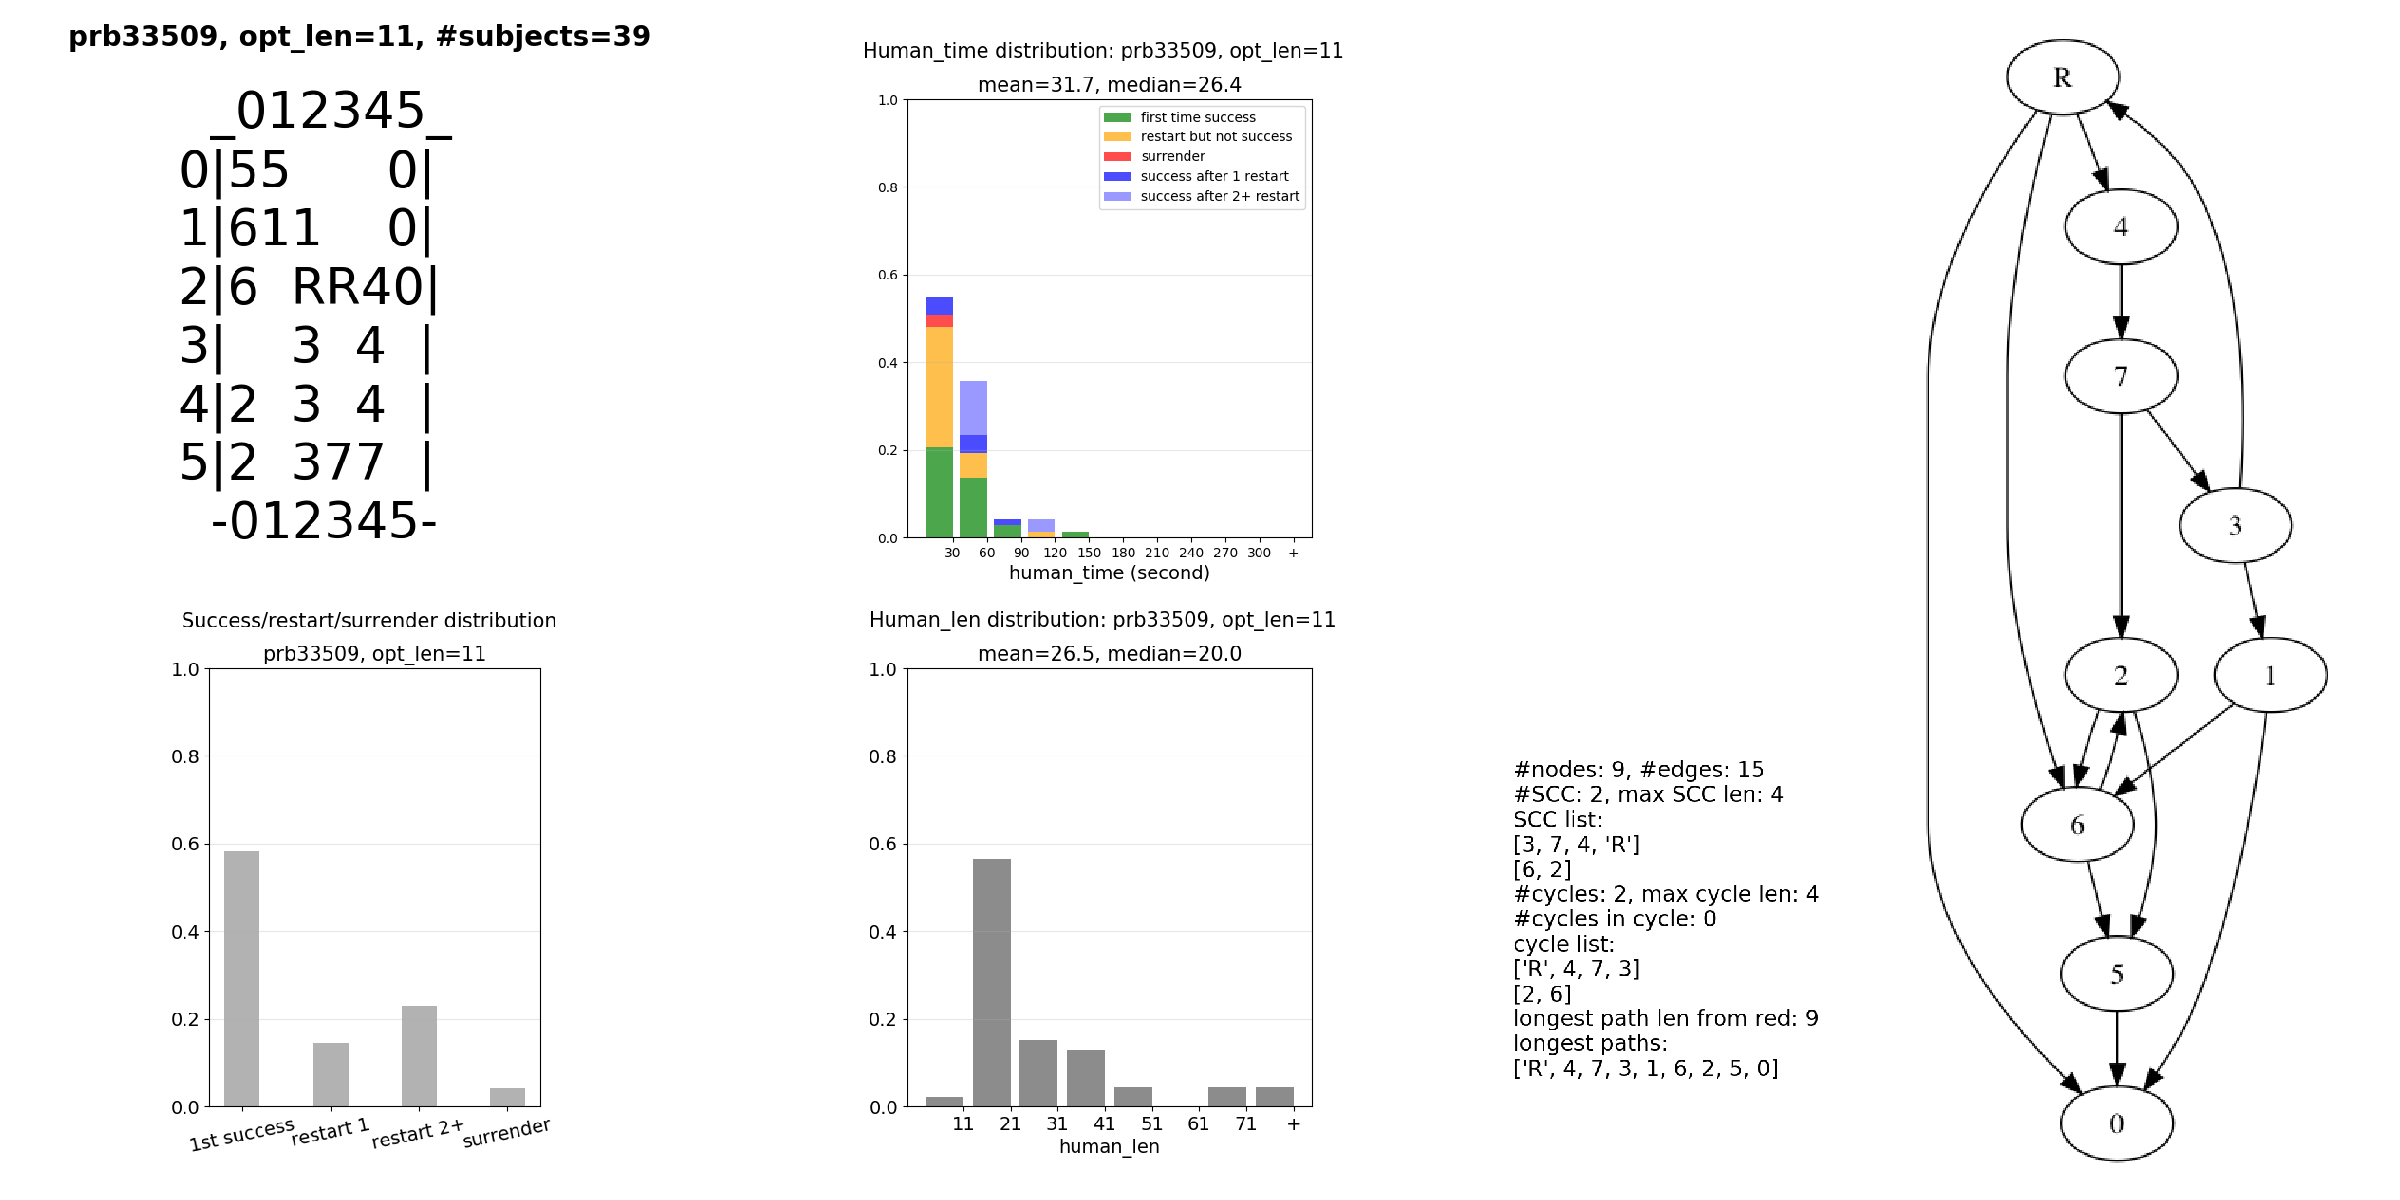 prb33509, opt_len=11, #subjects=39
_012345_
0|55   0|
1|611  0|
2|6 RR40|
3|  3 4 |
4|2 3 4 |
5|2 377 |
-012345-
Human_time distribution: prb33509, opt_len=11
mean=31.7, median=26.4
1.0
0.8
0.6
0.4
0.2
0.0
first time success
restart but not success
surrender
success after 1 restart
success after 2+ restart
30 60 90 120 150 180 210 240 270 300 +
human_time (second)
Success/restart/surrender distribution
prb33509, opt_len=11
1.0
0.8
0.6
0.4
0.2
0.0
1st success restart 1 restart 2+ surrender
Human_len distribution: prb33509, opt_len=11
mean=26.5, median=20.0
1.0
0.8
0.6
0.4
0.2
0.0
11 21 31 41 51 61 71 +
human_len
#nodes: 9, #edges: 15
#SCC: 2, max SCC len: 4
SCC list:
[3, 7, 4, 'R']
[6, 2]
#cycles: 2, max cycle len: 4
#cycles in cycle: 0
cycle list:
['R', 4, 7, 3]
[2, 6]
longest path len from red: 9
longest paths:
['R', 4, 7, 3, 1, 6, 2, 5, 0]
R
4
7
3
2 1
6
5
0